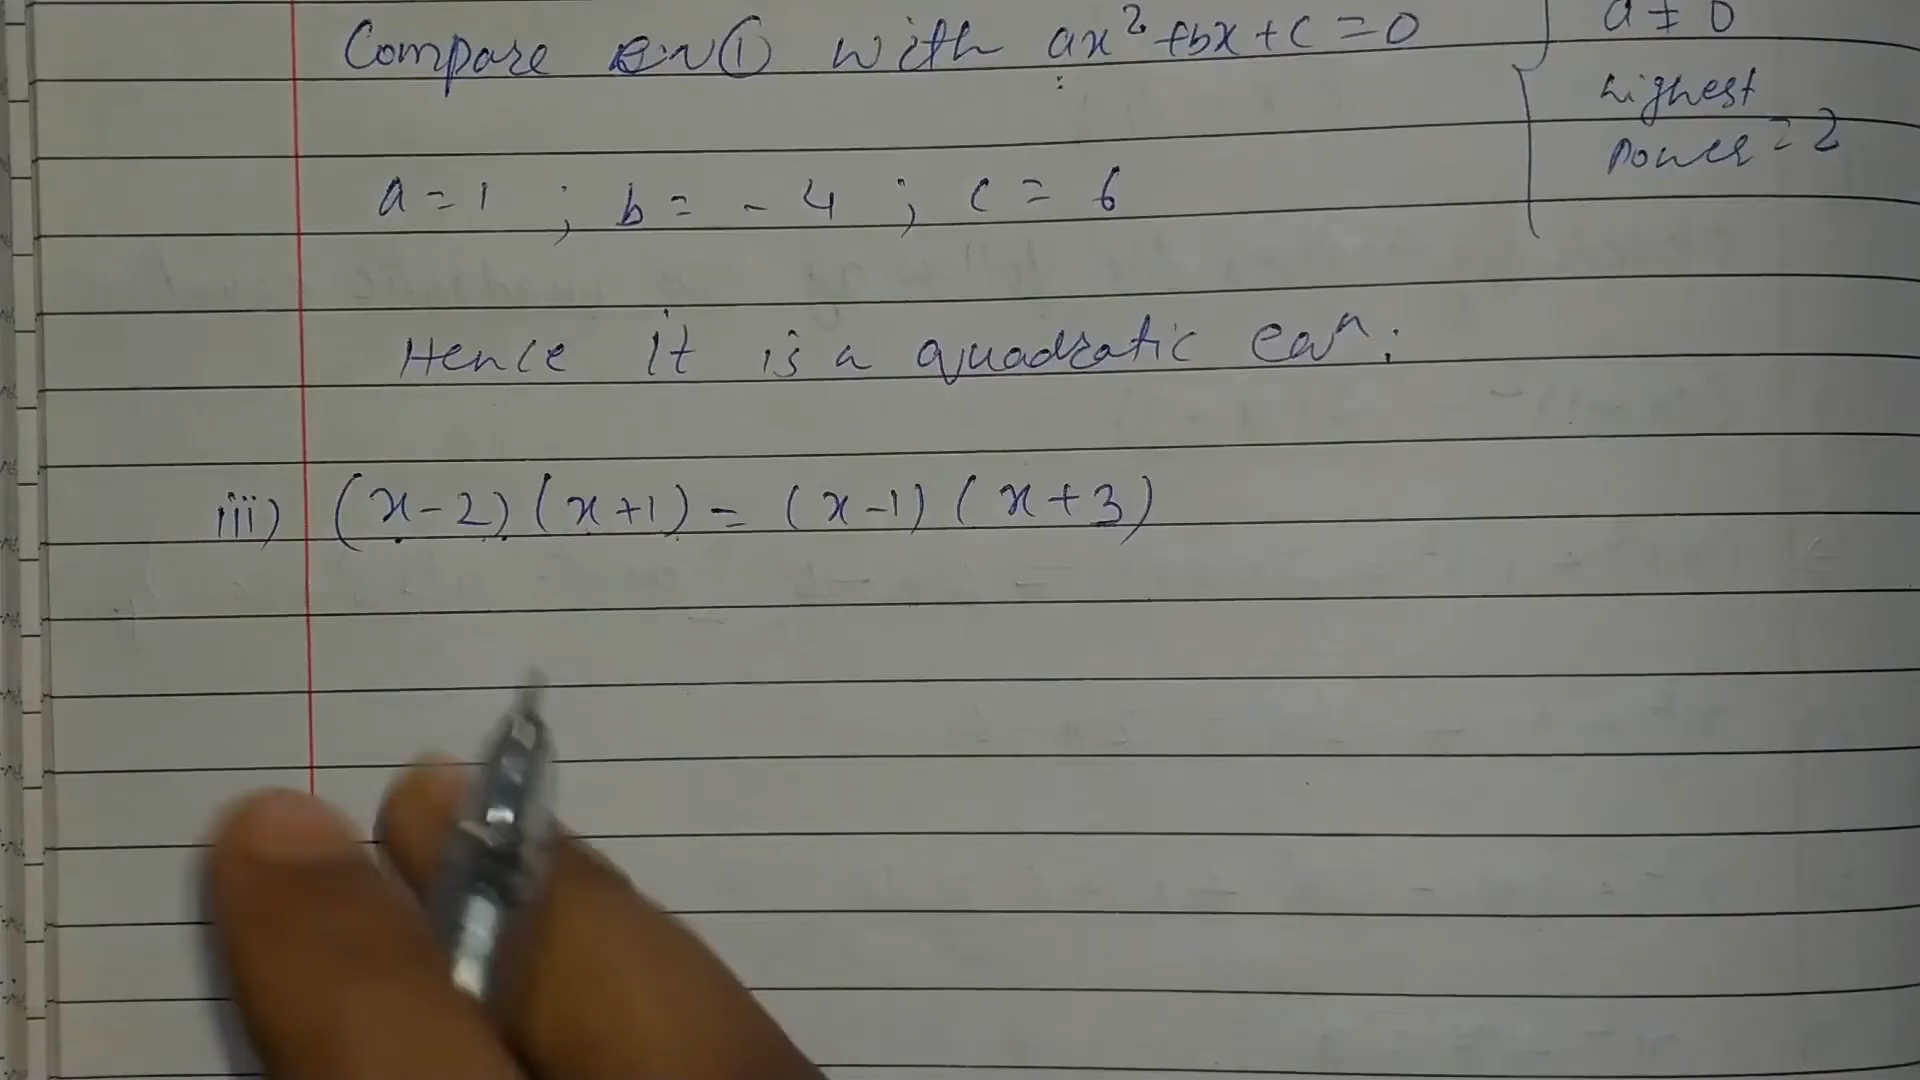 Compare eqn ① with ax² + bx + c = 0
a ≠ 0
highest
power = 2
a = 1 ; b = - 4 ; c = 6
Hence it is a quadratic eqn.
iii) (x-2) (x+1) = (x-1) (x+3)